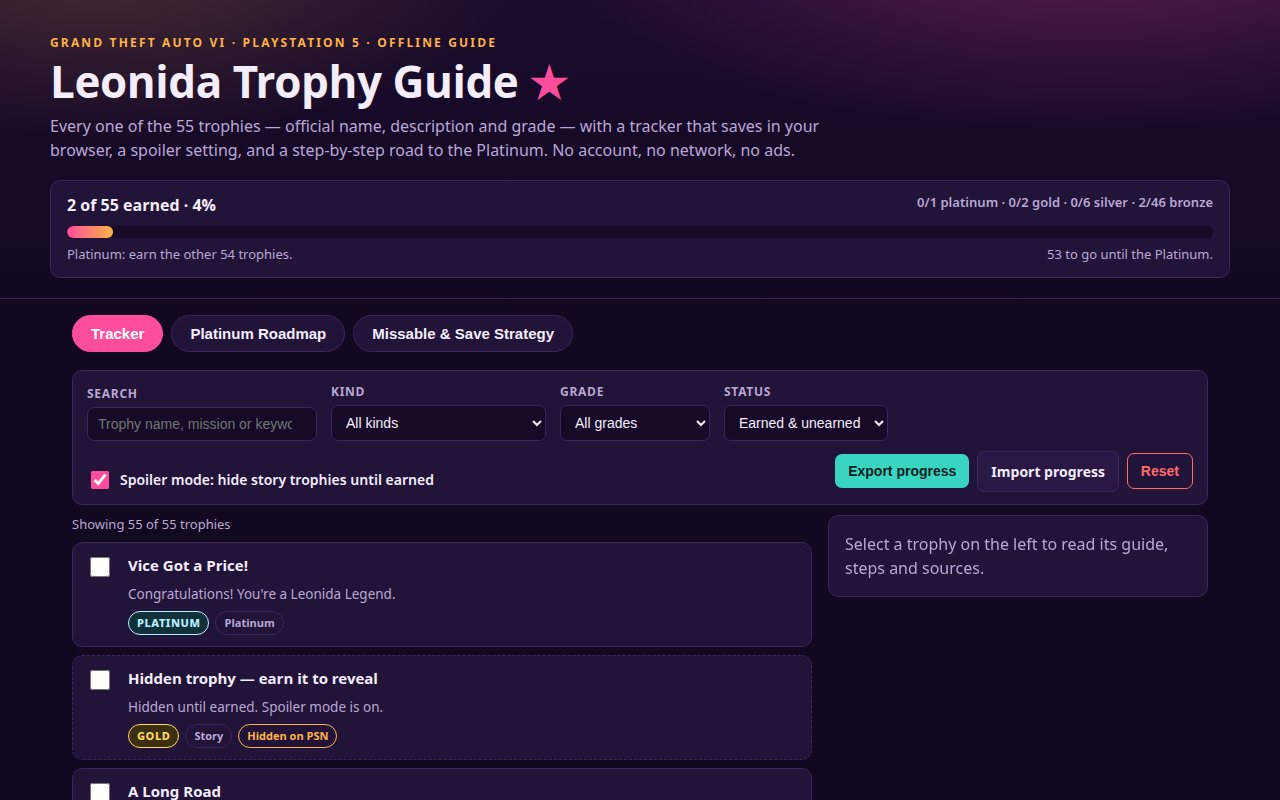 GRAND THEFT AUTO VI · PLAYSTATION 5 · OFFLINE GUIDE
Leonida Trophy Guide ★
Every one of the 55 trophies — official name, description and grade — with a tracker that saves in your
browser, a spoiler setting, and a step-by-step road to the Platinum. No account, no network, no ads.
2 of 55 earned · 4%
0/1 platinum · 0/2 gold · 0/6 silver · 2/46 bronze
Platinum: earn the other 54 trophies.
53 to go until the Platinum.
Tracker
Platinum Roadmap
Missable & Save Strategy
SEARCH
KIND
GRADE
STATUS
Trophy name, mission or keywo
All kinds
All grades
Earned & unearned
Spoiler mode: hide story trophies until earned
Export progress
Import progress
Reset
Showing 55 of 55 trophies
Select a trophy on the left to read its guide,
steps and sources.
Vice Got a Price!
Congratulations! You're a Leonida Legend.
PLATINUM
Platinum
Hidden trophy — earn it to reveal
Hidden until earned. Spoiler mode is on.
GOLD
Story
Hidden on PSN
A Long Road